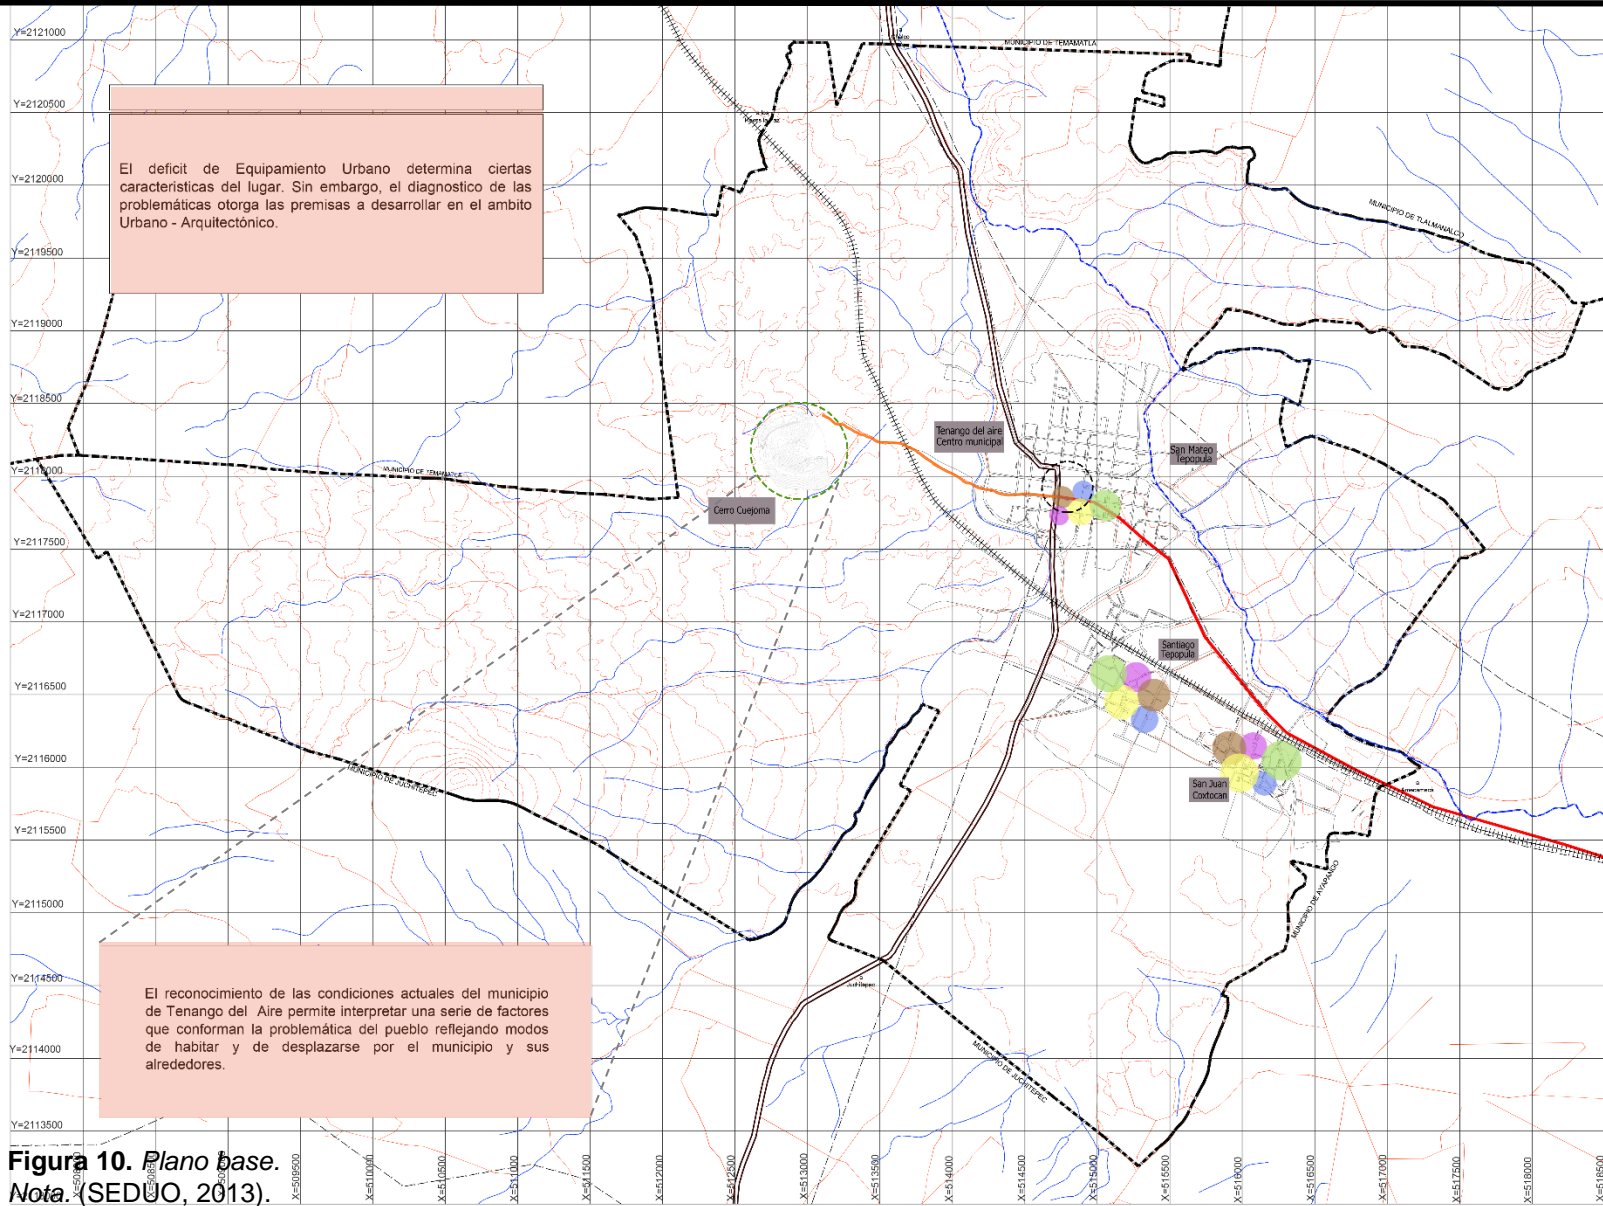 Y=2121000
MUNICIPIO DE TEMAMATLA
Y=2120500
El deficit de Equipamiento Urbano determina ciertas
caracteristicas del lugar. Sin embargo, el diagnostico de las
problemáticas otorga las premisas a desarrollar en el ambito
Urbano - Arquitectónico.
Y=2120000
MUNICIPIO DE TLALMANALCO
Y=2119500
Y=2119000
Y=2118500
Tenango del aire
Centro municipal
San Mateo
Tepopula
Y=2118000
MUNICIPIO DE TEMAMATLA
Cerro Cuejoma
Y=2117500
Y=2117000
Santiago
Tepopula
Y=2116500
Y=2116000
MUNICIPIO DE JUCHITEPEC
San Juan
Coxtocan
Amecameca
Y=2115500
MUNICIPIO DE AYAPANGO
Y=2115000
Y=2114500
Juchitepec
El reconocimiento de las condiciones actuales del municipio
de Tenango del Aire permite interpretar una serie de factores
que conforman la problemática del pueblo reflejando modos
de habitar y de desplazarse por el municipio y sus
alrededores.
Y=2114000
MUNICIPIO DE JUCHITEPEC
Y=2113500
Figura 10. Plano base.
Nota. (SEDUO, 2013).
X=509500
X=510000
X=510500
X=511000
X=511500
X=512000
X=512500
X=513000
X=513500
X=514000
X=514500
X=515000
X=515500
X=516000
X=516500
X=517000
X=517500
X=518000
X=518500